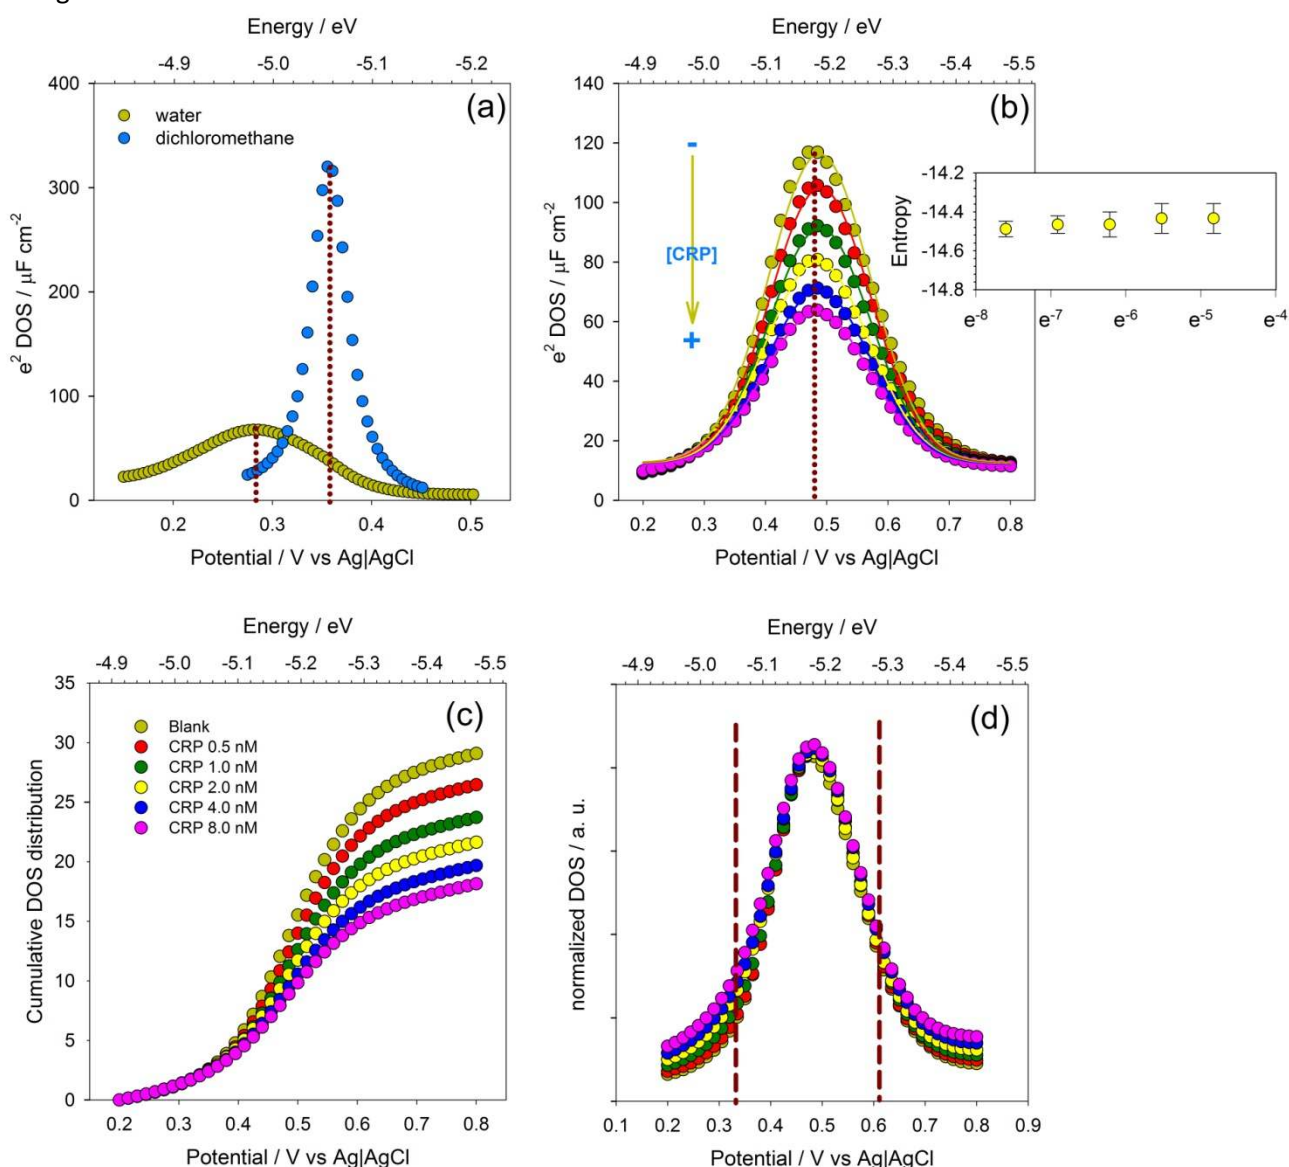 Energy / eV
-4.9 -5.0 -5.1 -5.2
400
300
200
100
0
e² DOS / μF cm⁻²
(a)
water
dichloromethane
0.2 0.3 0.4 0.5
Potential / V vs Ag|AgCl
Energy / eV
-4.9 -5.0 -5.1 -5.2 -5.3 -5.4 -5.5
140
120
100
80
60
40
20
0
e² DOS / μF cm⁻²
(b)
-
[CRP]
+
0.2 0.3 0.4 0.5 0.6 0.7 0.8
Potential / V vs Ag|AgCl
-14.2
-14.4
-14.6
-14.8
Entropy
e⁻⁸ e⁻⁷ e⁻⁶ e⁻⁵ e⁻⁴
Energy / eV
-4.9 -5.0 -5.1 -5.2 -5.3 -5.4 -5.5
35
30
25
20
15
10
5
0
Cumulative DOS distribution
(c)
Blank
CRP 0.5 nM
CRP 1.0 nM
CRP 2.0 nM
CRP 4.0 nM
CRP 8.0 nM
0.2 0.3 0.4 0.5 0.6 0.7 0.8
Potential / V vs Ag|AgCl
Energy / eV
-4.9 -5.0 -5.1 -5.2 -5.3 -5.4 -5.5
normalized DOS / a. u.
(d)
0.1 0.2 0.3 0.4 0.5 0.6 0.7 0.8 0.9
Potential / V vs Ag|AgCl